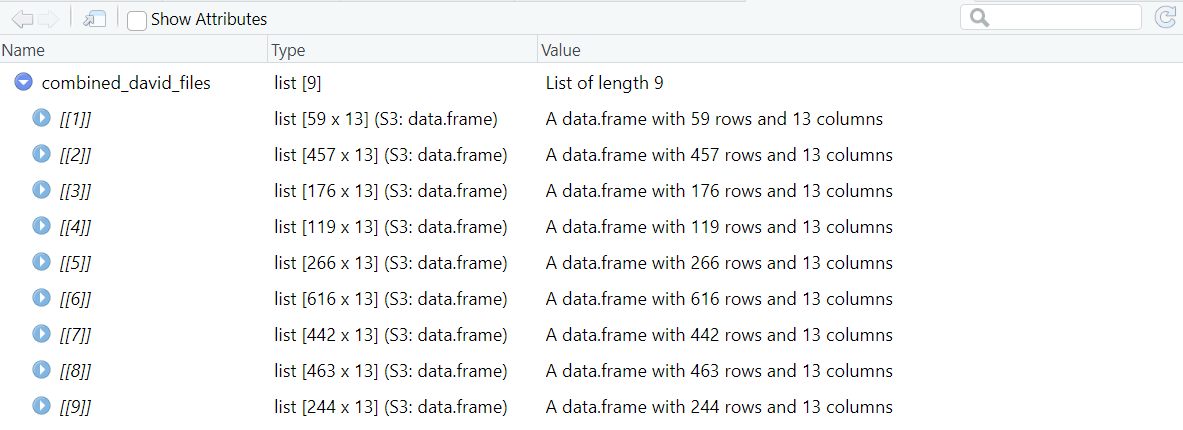 Show Attributes
Name Type Value
combined_david_files list [9] List of length 9
[[1]] list [59 x 13] (S3: data.frame) A data.frame with 59 rows and 13 columns
[[2]] list [457 x 13] (S3: data.frame) A data.frame with 457 rows and 13 columns
[[3]] list [176 x 13] (S3: data.frame) A data.frame with 176 rows and 13 columns
[[4]] list [119 x 13] (S3: data.frame) A data.frame with 119 rows and 13 columns
[[5]] list [266 x 13] (S3: data.frame) A data.frame with 266 rows and 13 columns
[[6]] list [616 x 13] (S3: data.frame) A data.frame with 616 rows and 13 columns
[[7]] list [442 x 13] (S3: data.frame) A data.frame with 442 rows and 13 columns
[[8]] list [463 x 13] (S3: data.frame) A data.frame with 463 rows and 13 columns
[[9]] list [244 x 13] (S3: data.frame) A data.frame with 244 rows and 13 columns